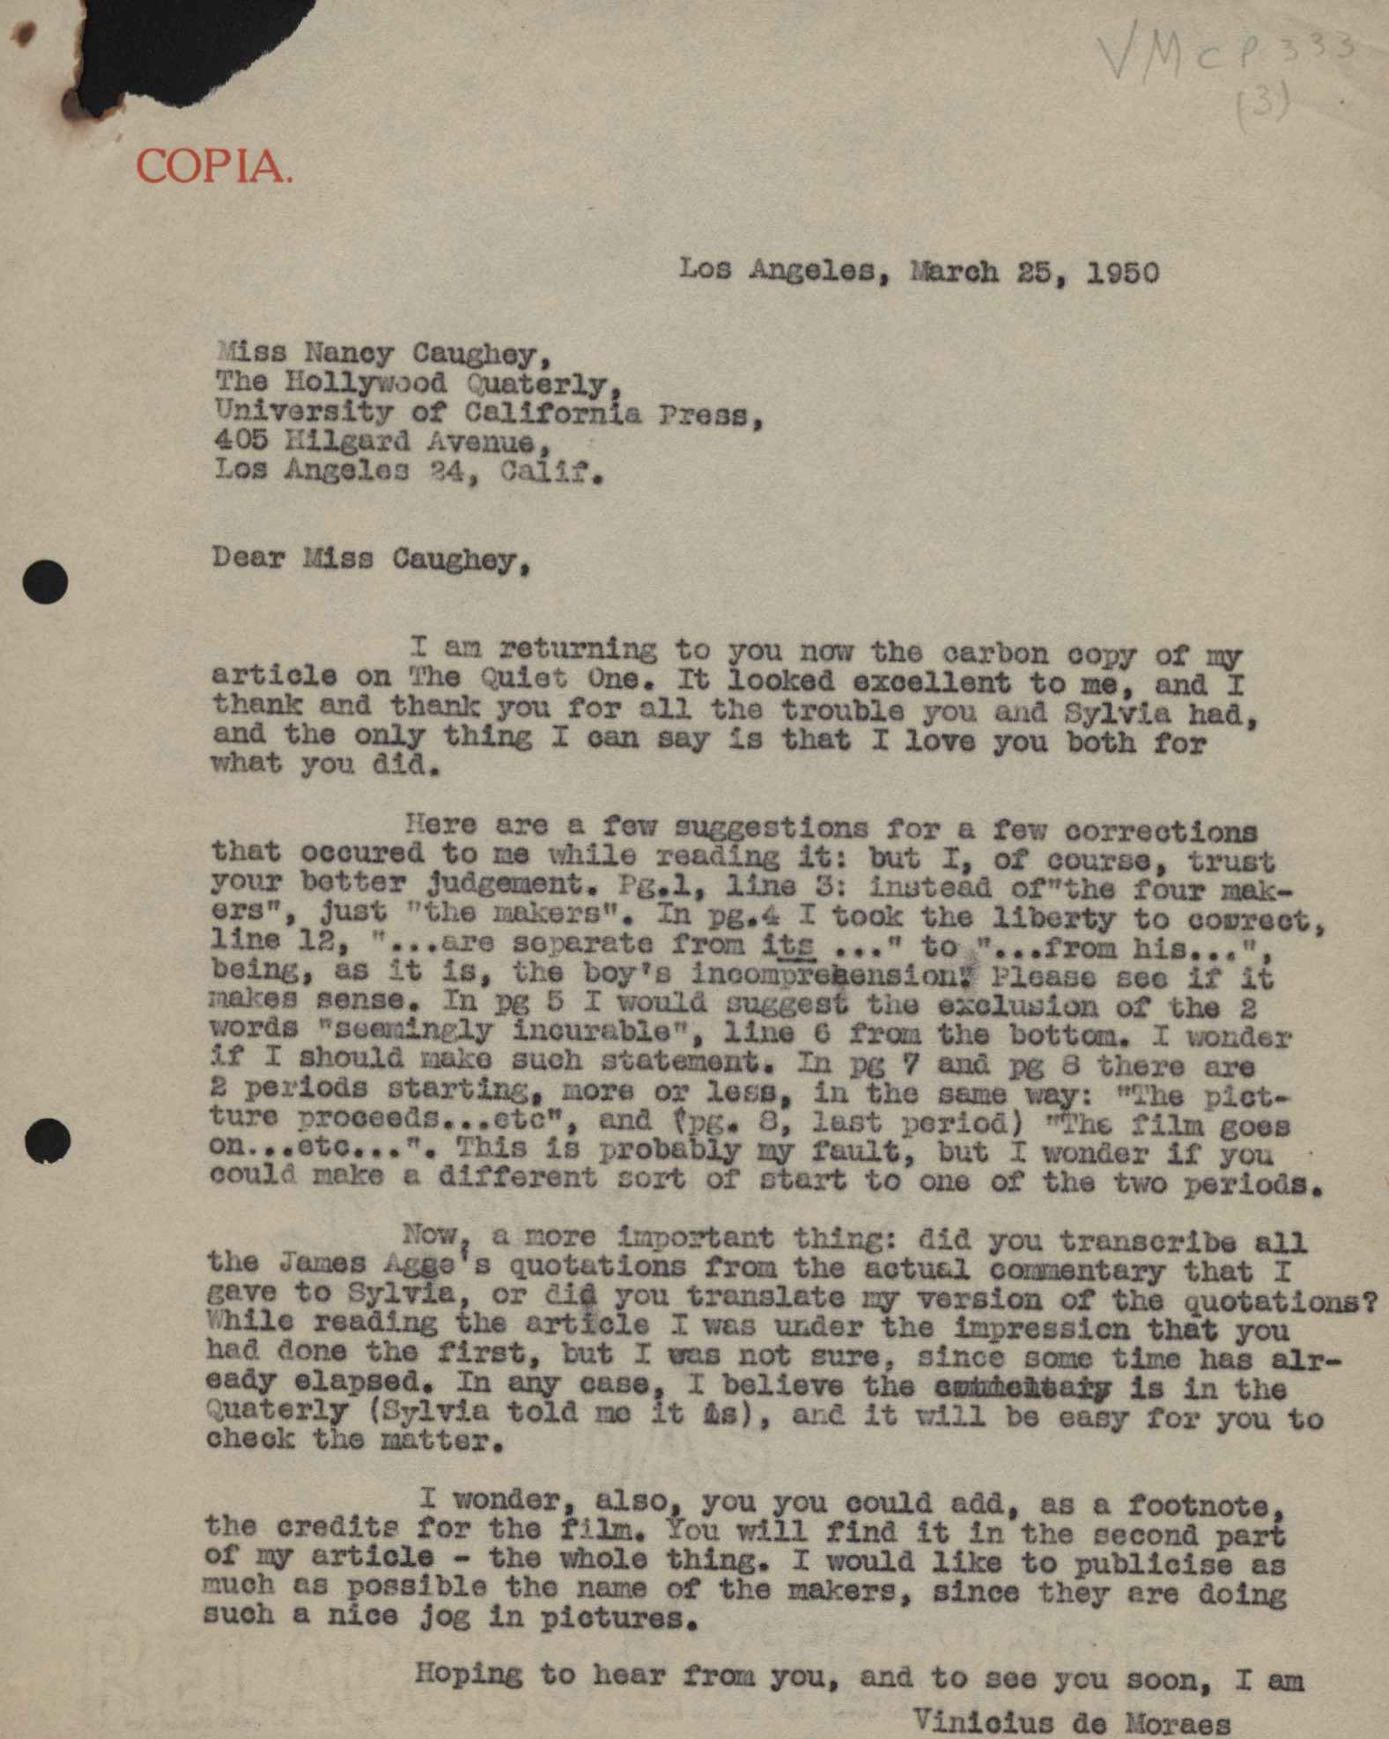 VMcP 333
(3)
COPIA.
Los Angeles, March 25, 1950
Miss Nancy Caughey,
The Hollywood Quaterly,
University of California Press,
405 Hilgard Avenue,
Los Angeles 24, Calif.
Dear Miss Caughey,
I am returning to you now the carbon copy of my
article on The Quiet One. It looked excellent to me, and I
thank and thank you for all the trouble you and Sylvia had,
and the only thing I can say is that I love you both for
what you did.
Here are a few suggestions for a few corrections
that occured to me while reading it: but I, of course, trust
your better judgement. Pg.1, line 3: instead of"the four mak-
ers", just "the makers". In pg.4 I took the liberty to correct,
line 12, "...are separate from its ..." to "...from his...",
being, as it is, the boy's incomprehension. Please see if it
makes sense. In pg 5 I would suggest the exclusion of the 2
words "seemingly incurable", line 6 from the bottom. I wonder
if I should make such statement. In pg 7 and pg 8 there are
2 periods starting, more or less, in the same way: "The pict-
ture proceeds...etc", and (pg. 8, last period) "The film goes
on...etc...". This is probably my fault, but I wonder if you
could make a different sort of start to one of the two periods.
Now, a more important thing: did you transcribe all
the James Agee's quotations from the actual commentary that I
gave to Sylvia, or did you translate my version of the quotations?
While reading the article I was under the impression that you
had done the first, but I was not sure, since some time has alr-
eady elapsed. In any case, I believe the commentary is in the
Quaterly (Sylvia told me it is), and it will be easy for you to
check the matter.
I wonder, also, you you could add, as a footnote,
the credits for the film. You will find it in the second part
of my article - the whole thing. I would like to publicise as
much as possible the name of the makers, since they are doing
such a nice jog in pictures.
Hoping to hear from you, and to see you soon, I am
Vinicius de Moraes